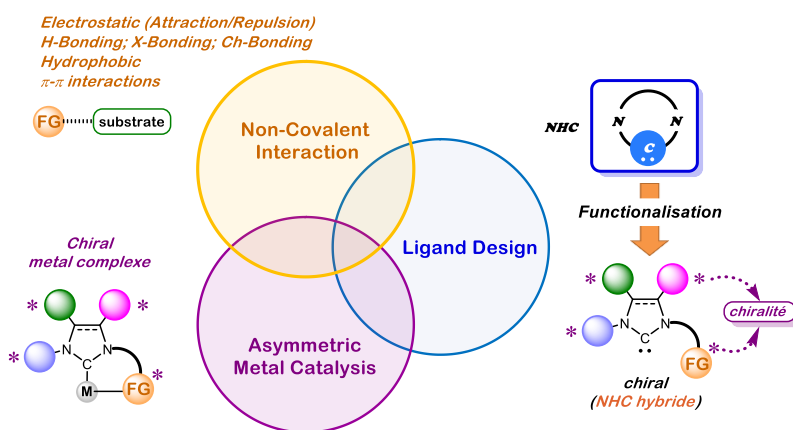 Electrostatic (Attraction/Repulsion)
H-Bonding; X-Bonding; Ch-Bonding
Hydrophobic
π-π interactions
FG substrate
Non-Covalent
Interaction
Ligand Design
Asymmetric
Metal Catalysis
Chiral
metal complexe
* *
*
N N
C
*
M FG
NHC
N N
C
Functionalisation
* *
chiralité
*
N N
C
*
FG
chiral
(NHC hybride)